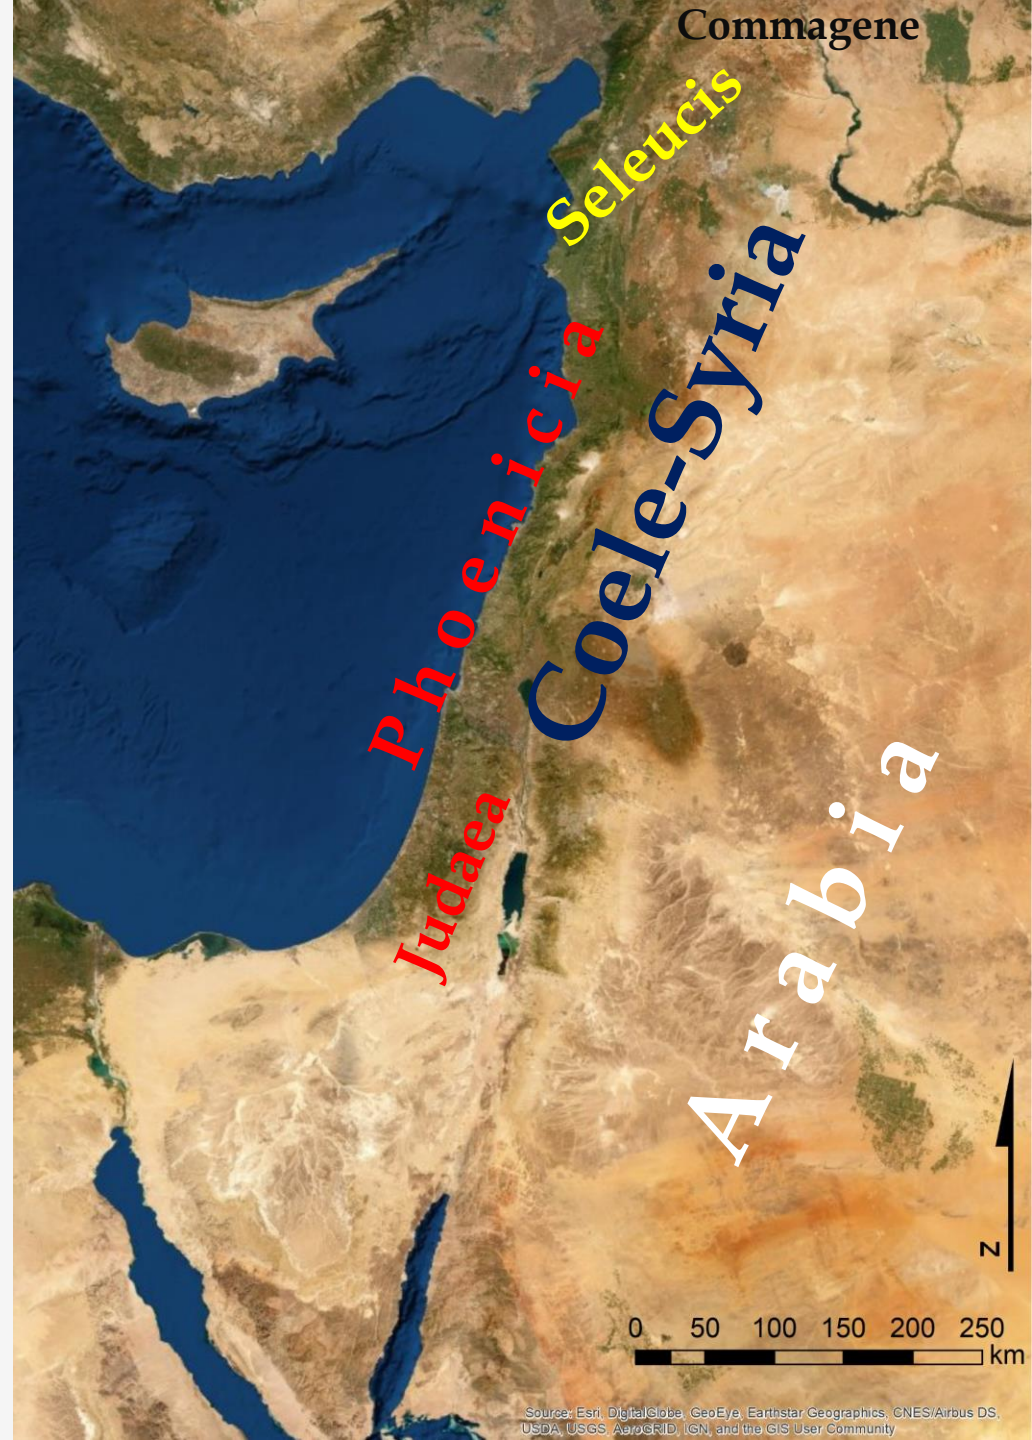 Commagene
Seleucis
Coele-Syria
Phoenicia
Judaea
Arabia
N
0 50 100 150 200 250
km
Source: Esri, DigitalGlobe, GeoEye, Earthstar Geographics, CNES/Airbus DS,
USDA, USGS, AeroGRID, IGN, and the GIS User Community